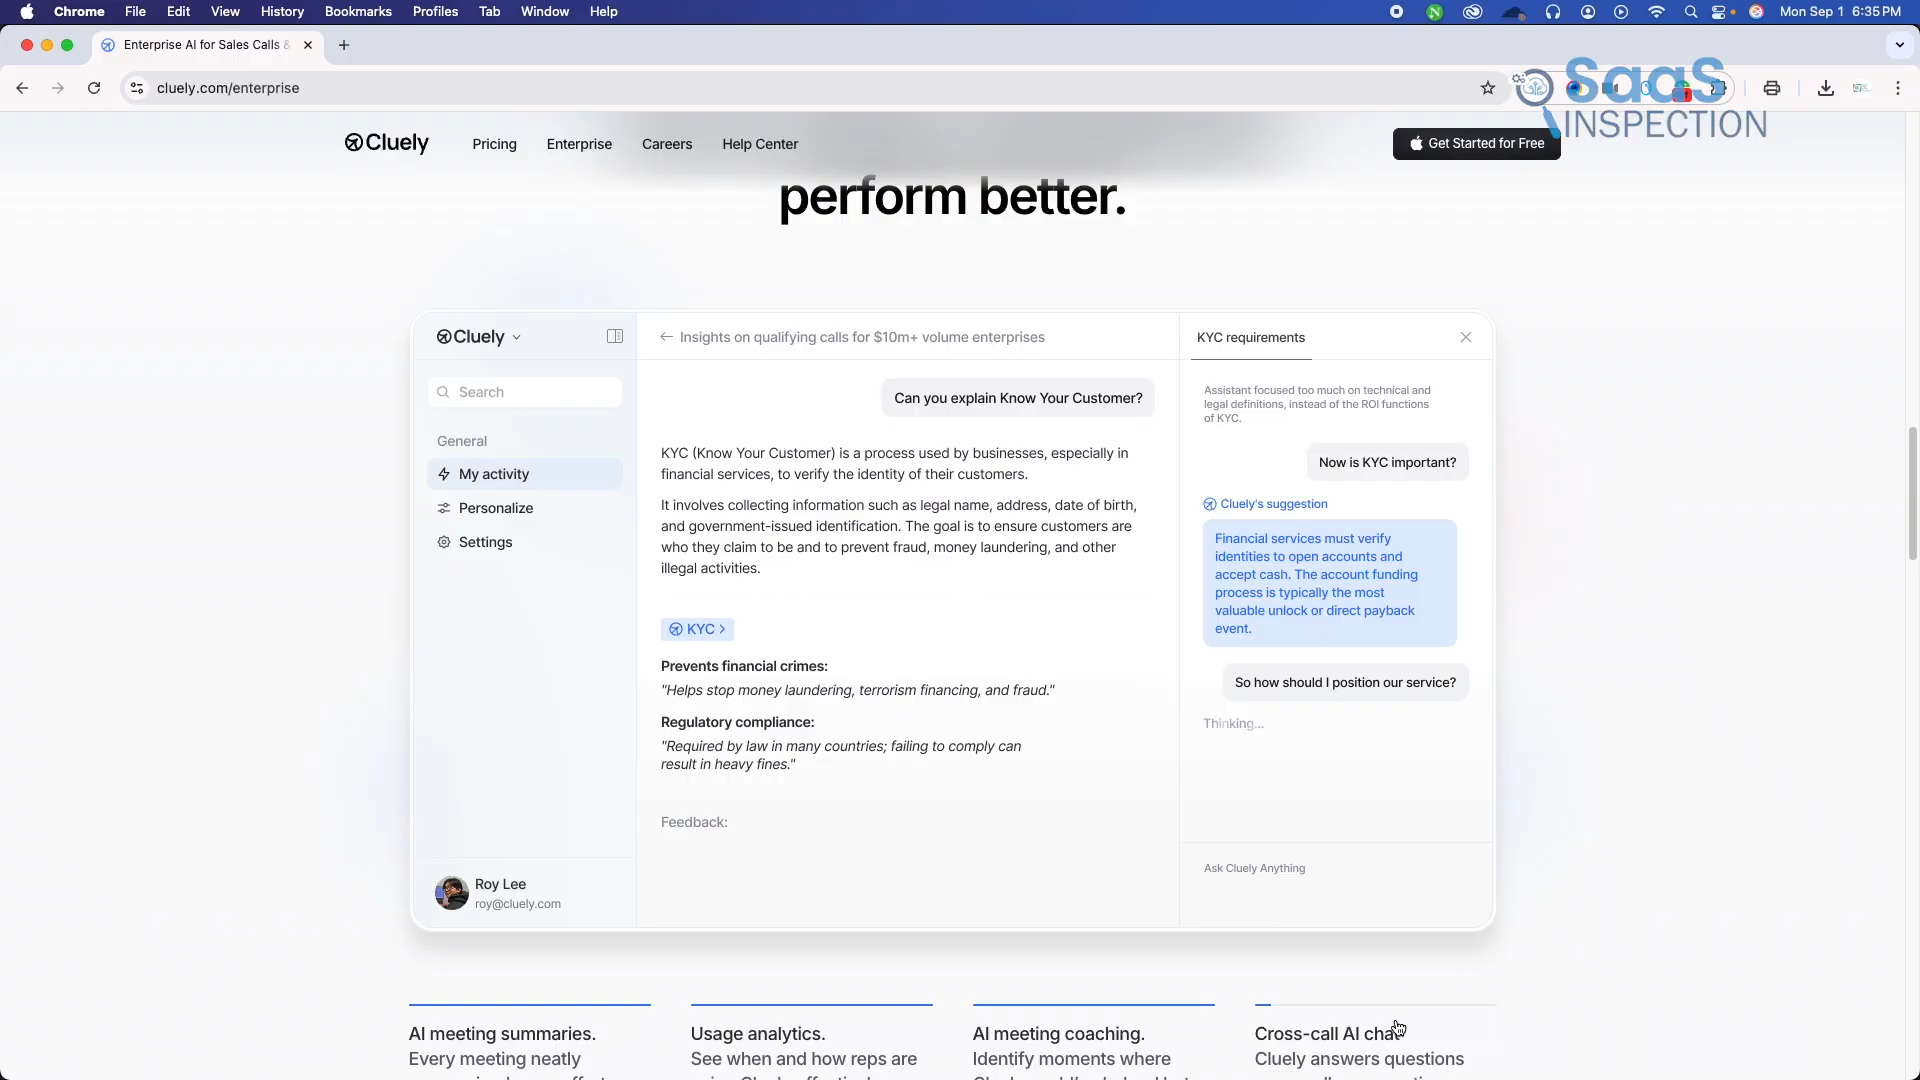 Chrome File Edit View History Bookmarks Profiles Tab Window Help
Mon Sep 1 6:35 PM
Enterprise AI for Sales Calls &
cluely.com/enterprise
SaaS
INSPECTION
Cluely
Pricing Enterprise Careers Help Center
Get Started for Free
perform better.
Cluely
Search
General
My activity
Personalize
Settings
Roy Lee
roy@cluely.com
Insights on qualifying calls for $10m+ volume enterprises
Can you explain Know Your Customer?
KYC (Know Your Customer) is a process used by businesses, especially in
financial services, to verify the identity of their customers.
It involves collecting information such as legal name, address, date of birth,
and government-issued identification. The goal is to ensure customers are
who they claim to be and to prevent fraud, money laundering, and other
illegal activities.
KYC
Prevents financial crimes:
"Helps stop money laundering, terrorism financing, and fraud."
Regulatory compliance:
"Required by law in many countries; failing to comply can
result in heavy fines."
Feedback:
KYC requirements
Assistant focused too much on technical and
legal definitions, instead of the ROI functions
of KYC.
Now is KYC important?
Cluely's suggestion
Financial services must verify
identities to open accounts and
accept cash. The account funding
process is typically the most
valuable unlock or direct payback
event.
So how should I position our service?
Thinking...
Ask Cluely Anything
AI meeting summaries.
Every meeting neatly
Usage analytics.
See when and how reps are
AI meeting coaching.
Identify moments where
Cross-call AI chat
Cluely answers questions